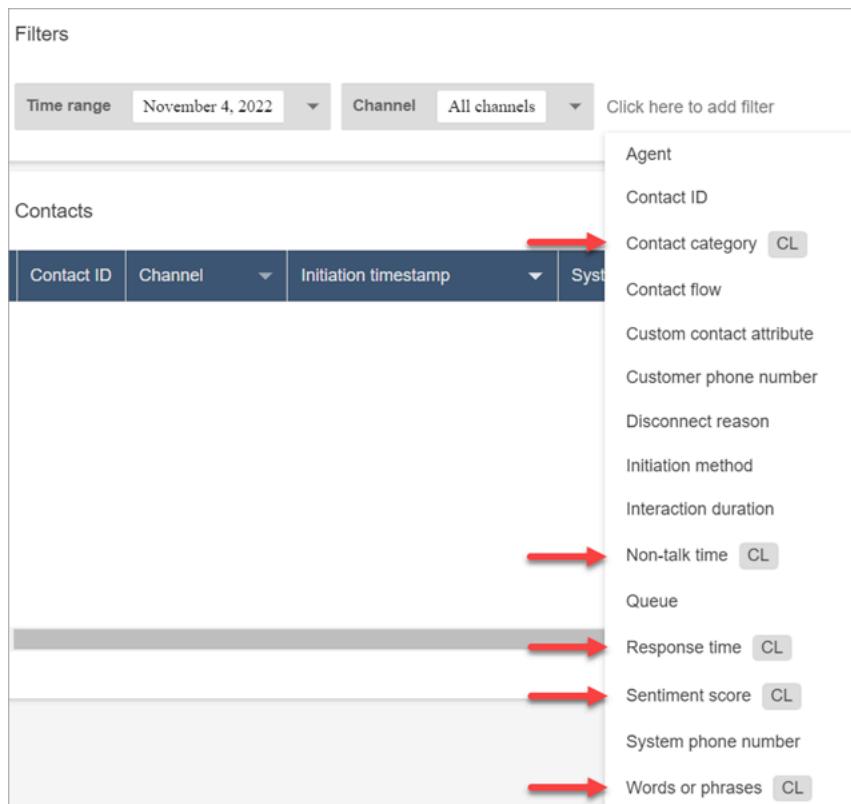 Filters
Time range November 4, 2022 Channel All channels Click here to add filter
Agent
Contact ID
Contacts
Contact category CL
Contact ID Channel Initiation timestamp Syst
Contact flow
Custom contact attribute
Customer phone number
Disconnect reason
Initiation method
Interaction duration
Non-talk time CL
Queue
Response time CL
Sentiment score CL
System phone number
Words or phrases CL